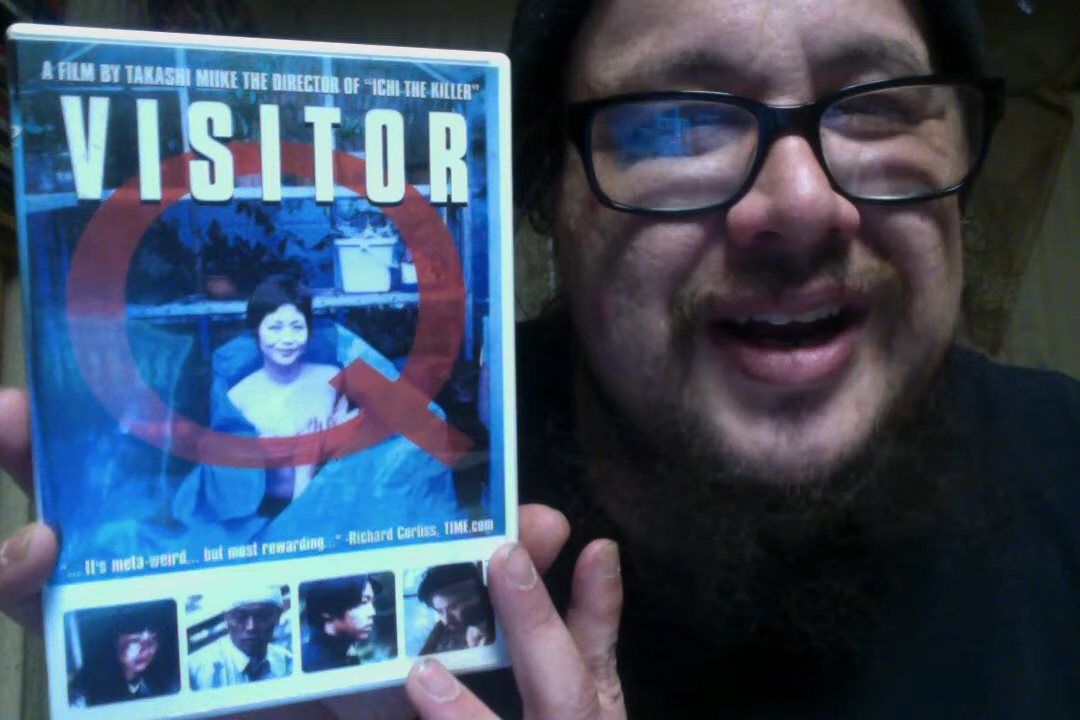 A FILM BY TAKASHI MIIKE THE DIRECTOR OF "ICHI THE KILLER"
VISITOR
Q
"... It's meta-weird... but most rewarding..." -Richard Corliss, TIME.com